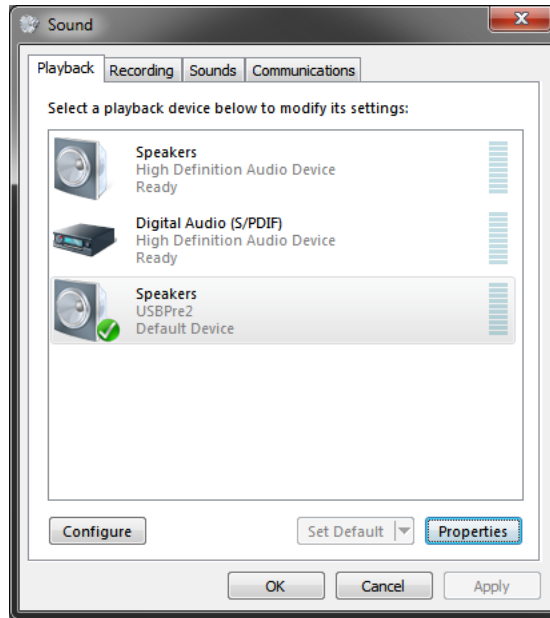 Sound
Playback Recording Sounds Communications
Select a playback device below to modify its settings:
Speakers
High Definition Audio Device
Ready
Digital Audio (S/PDIF)
High Definition Audio Device
Ready
Speakers
USBPre2
Default Device
Configure Set Default Properties
OK Cancel Apply